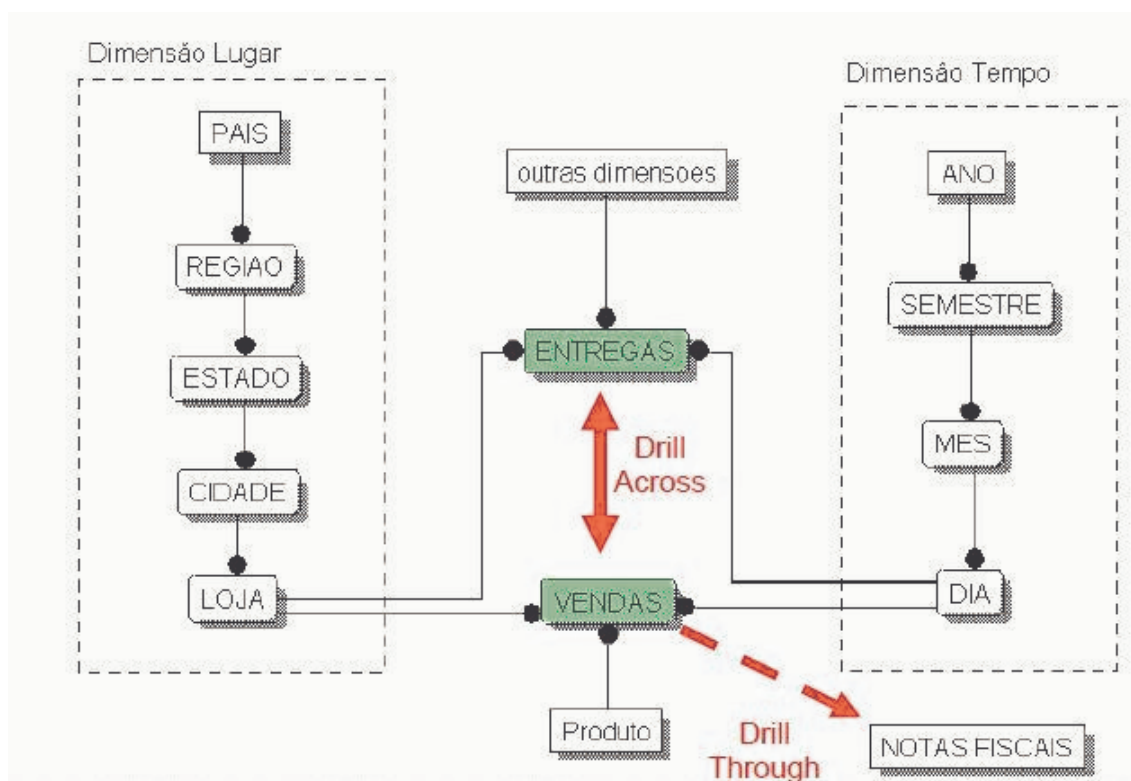 Dimensão Lugar
Dimensão Tempo
PAIS
outras dimensoes
ANO
REGIAO
SEMESTRE
ENTREGAS
ESTADO
Drill
Across
MES
CIDADE
LOJA
VENDAS
DIA
Produto
Drill
Through
NOTAS FISCAIS